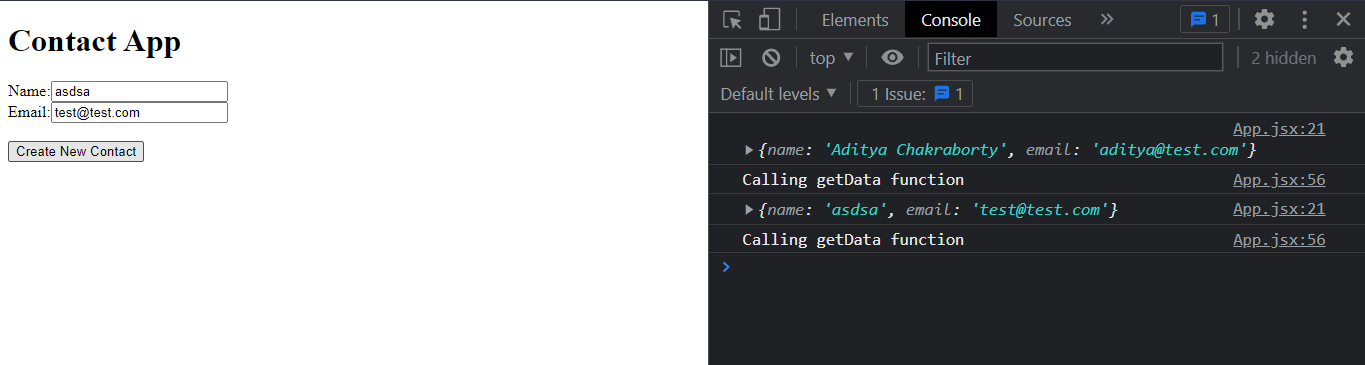 Contact App
Name: asdsa
Email: test@test.com
Create New Contact
Elements Console Sources » 1
top ▼ Filter 2 hidden
Default levels ▼ 1 Issue: 1
App.jsx:21
▶ {name: 'Aditya Chakraborty', email: 'aditya@test.com'}
Calling getData function App.jsx:56
▶ {name: 'asdsa', email: 'test@test.com'} App.jsx:21
Calling getData function App.jsx:56
>